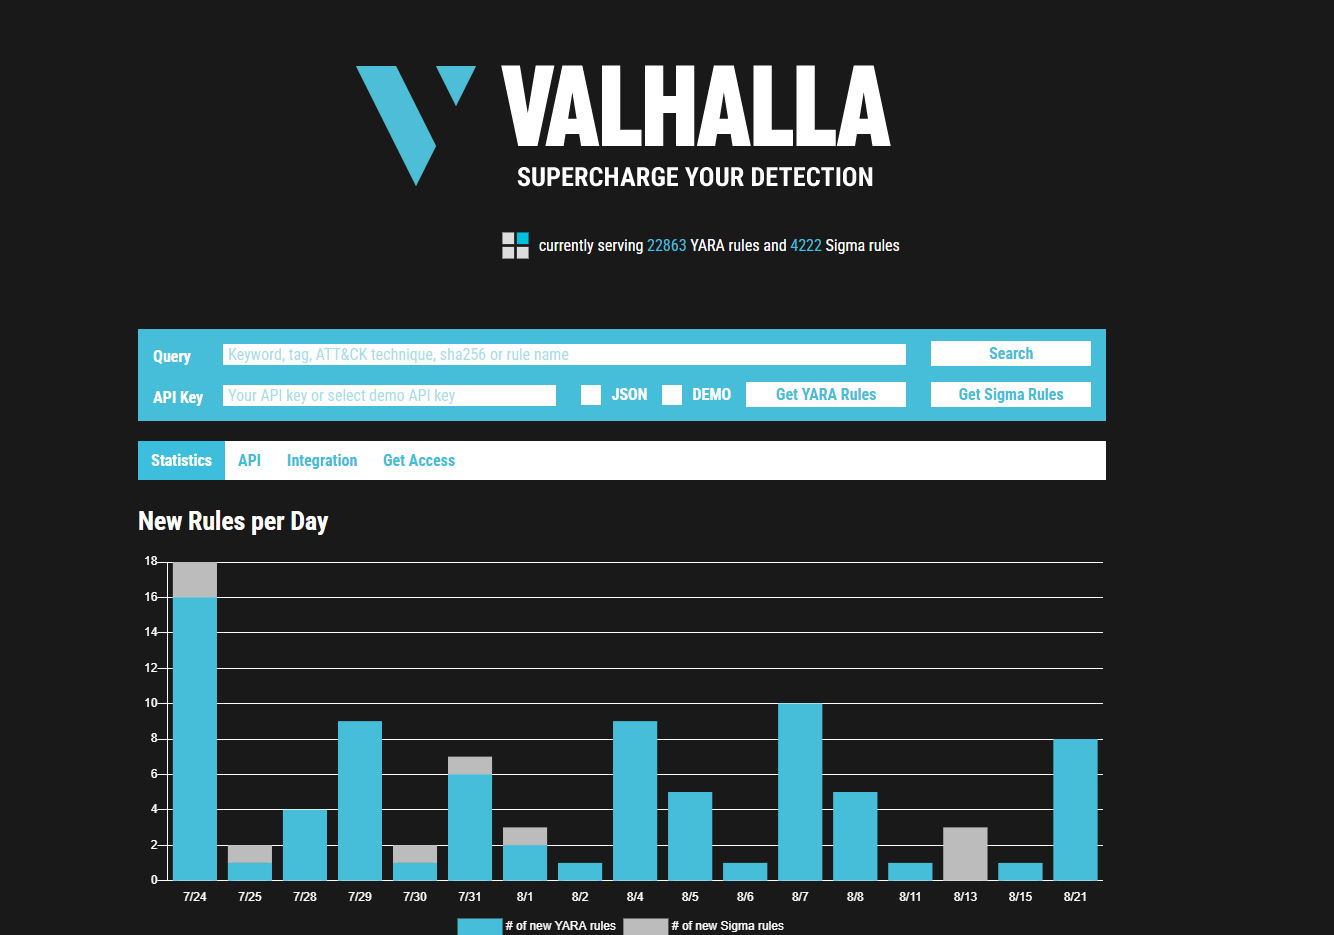 VALHALLA
SUPERCHARGE YOUR DETECTION
currently serving 22863 YARA rules and 4222 Sigma rules
Query Keyword, tag, ATT&CK technique, sha256 or rule name Search
API Key Your API key or select demo API key JSON DEMO Get YARA Rules Get Sigma Rules
Statistics API Integration Get Access
New Rules per Day
18
16
14
12
10
8
6
4
2
0
7/24 7/25 7/28 7/29 7/30 7/31 8/1 8/2 8/4 8/5 8/6 8/7 8/8 8/11 8/13 8/15 8/21
# of new YARA rules # of new Sigma rules